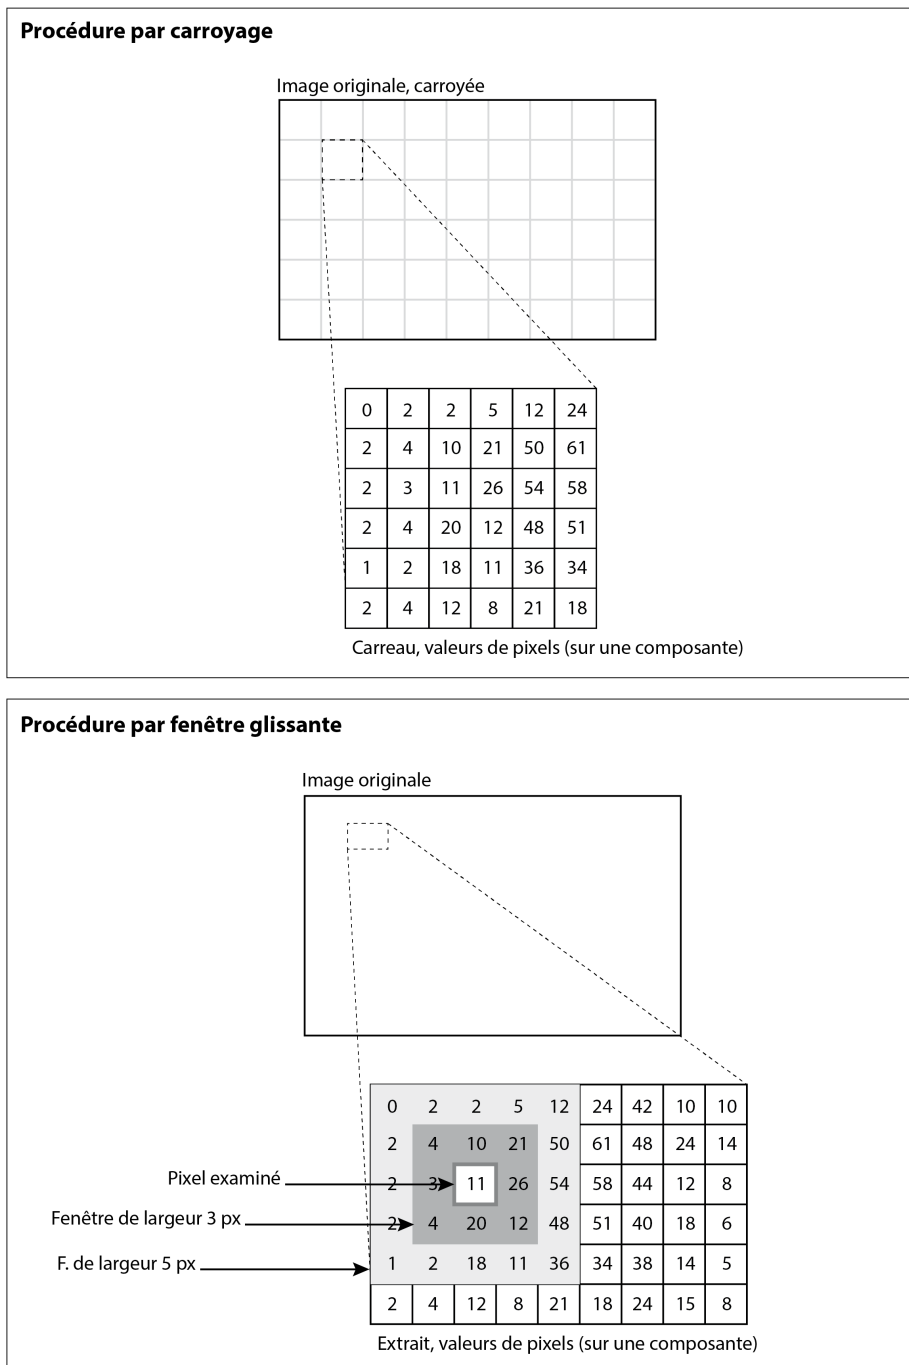 Procédure par carroyage
Image originale, carroyée
0 2 2 5 12 24
2 4 10 21 50 61
2 3 11 26 54 58
2 4 20 12 48 51
1 2 18 11 36 34
2 4 12 8 21 18
Carreau, valeurs de pixels (sur une composante)
Procédure par fenêtre glissante
Image originale
0 2 2 5 12 24 42 10 10
2 4 10 21 50 61 48 24 14
Pixel examiné 2 3 11 26 54 58 44 12 8
Fenêtre de largeur 3 px 2 4 20 12 48 51 40 18 6
F. de largeur 5 px 1 2 18 11 36 34 38 14 5
2 4 12 8 21 18 24 15 8
Extrait, valeurs de pixels (sur une composante)